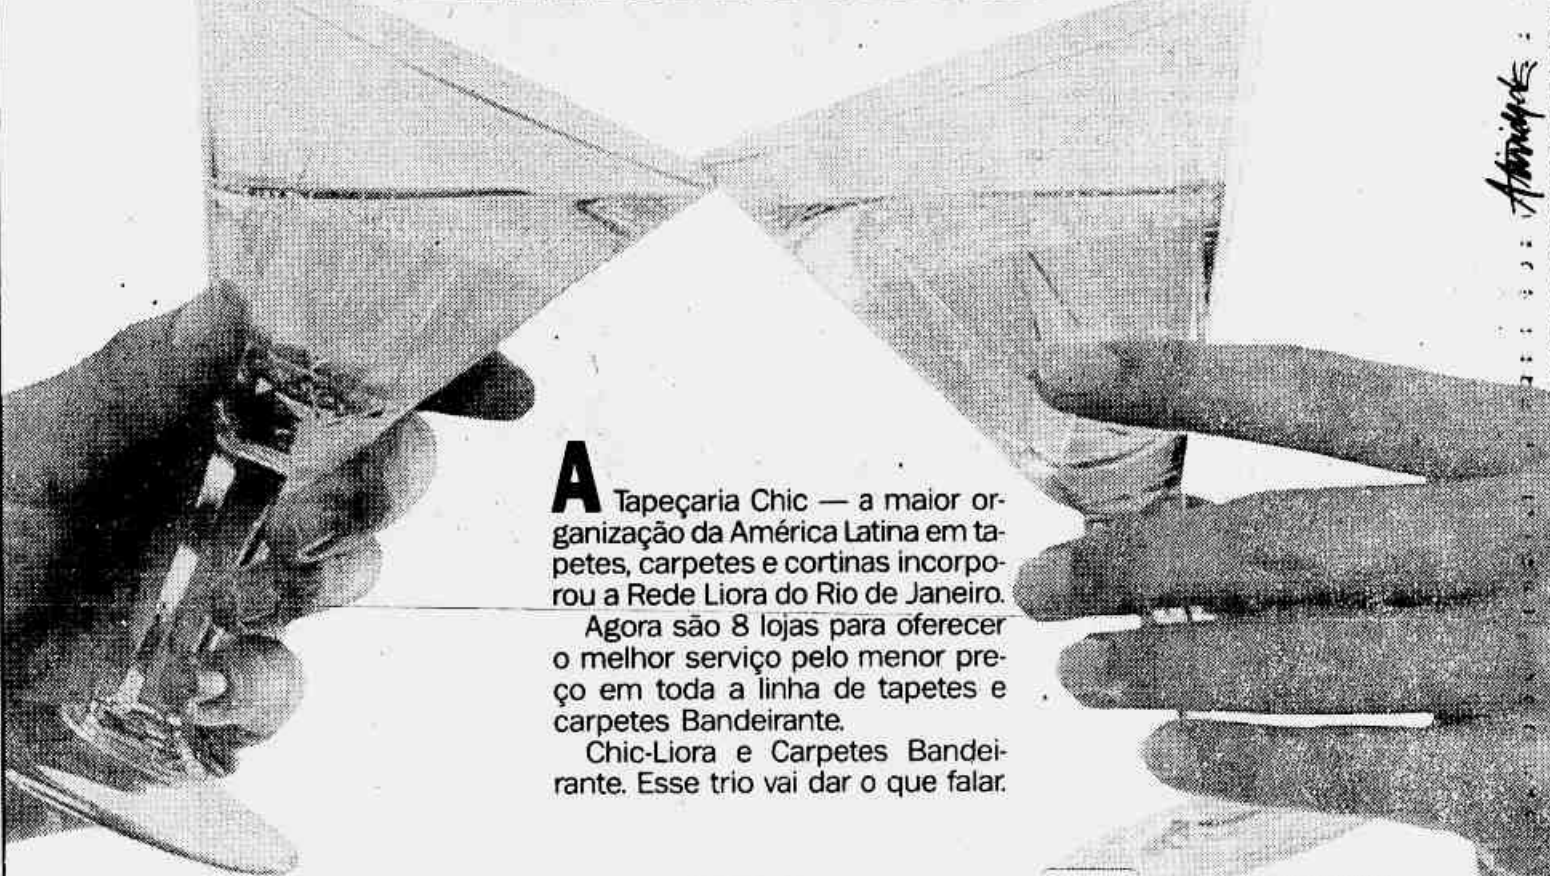 A Tapeçaria Chic — a maior or-
ganização da América Latina em ta-
petes, carpetes e cortinas incorpo-
rou a Rede Liora do Rio de Janeiro.
Agora são 8 lojas para oferecer
o melhor serviço pelo menor pre-
ço em toda a linha de tapetes e
carpetes Bandeirante.
Chic-Liora e Carpetes Bandei-
rante. Esse trio vai dar o que falar.